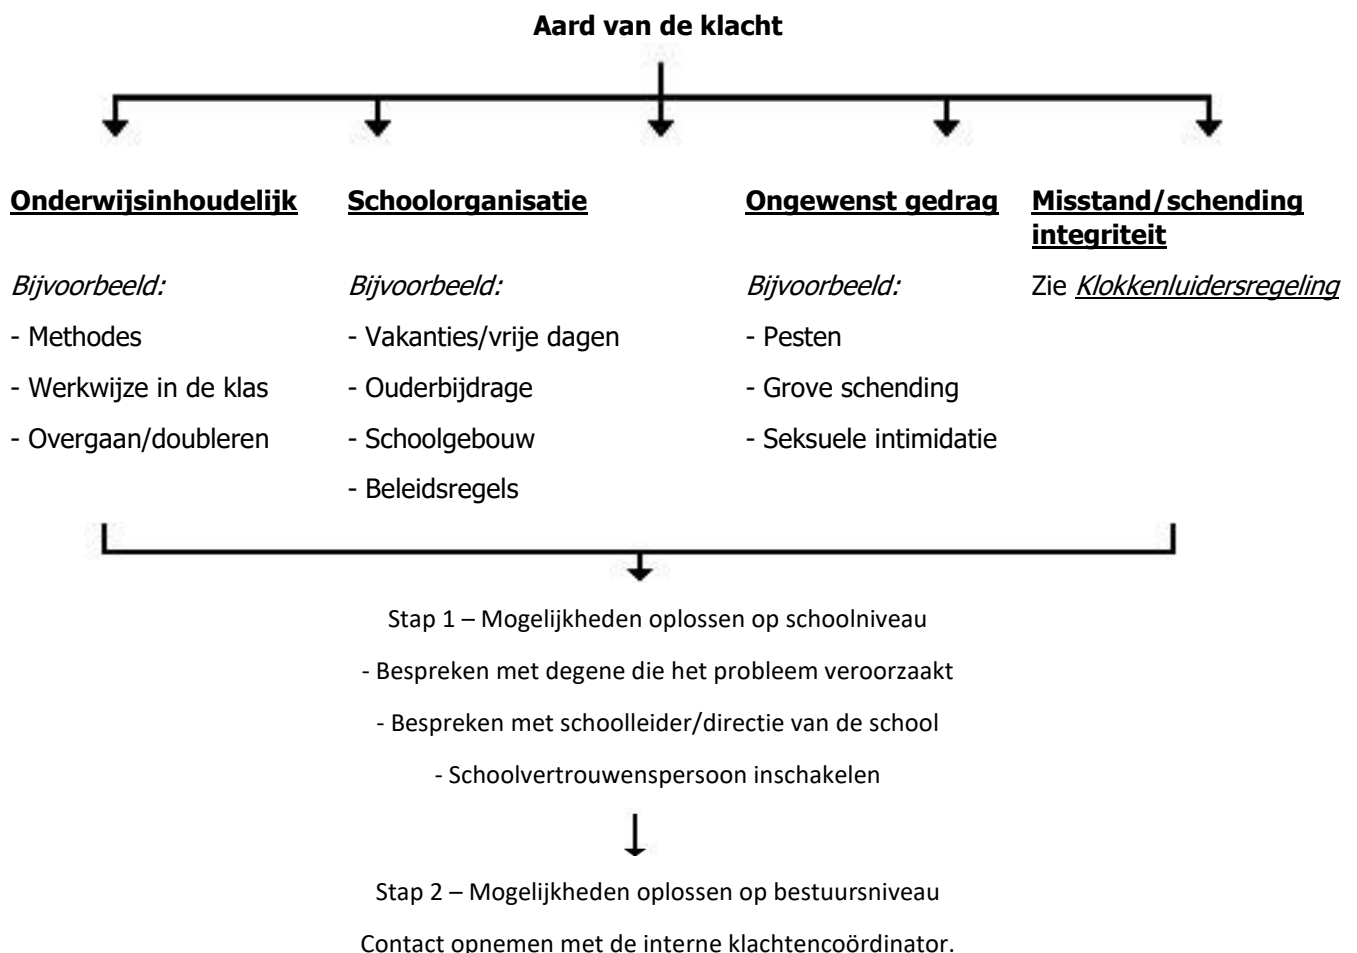 Aard van de klacht
Onderwijsinhoudelijk
Bijvoorbeeld:
- Methodes
- Werkwijze in de klas
- Overgaan/doubleren
Schoolorganisatie
Bijvoorbeeld:
- Vakanties/vrije dagen
- Ouderbijdrage
- Schoolgebouw
- Beleidsregels
Ongewenst gedrag
Bijvoorbeeld:
- Pesten
- Grove schending
- Seksuele intimidatie
Misstand/schending
integriteit
Zie Klokkenluidersregeling
Stap 1 – Mogelijkheden oplossen op schoolniveau
- Bespreken met degene die het probleem veroorzaakt
- Bespreken met schoolleider/directie van de school
- Schoolvertrouwenspersoon inschakelen
Stap 2 – Mogelijkheden oplossen op bestuursniveau
Contact opnemen met de interne klachtencoördinator.